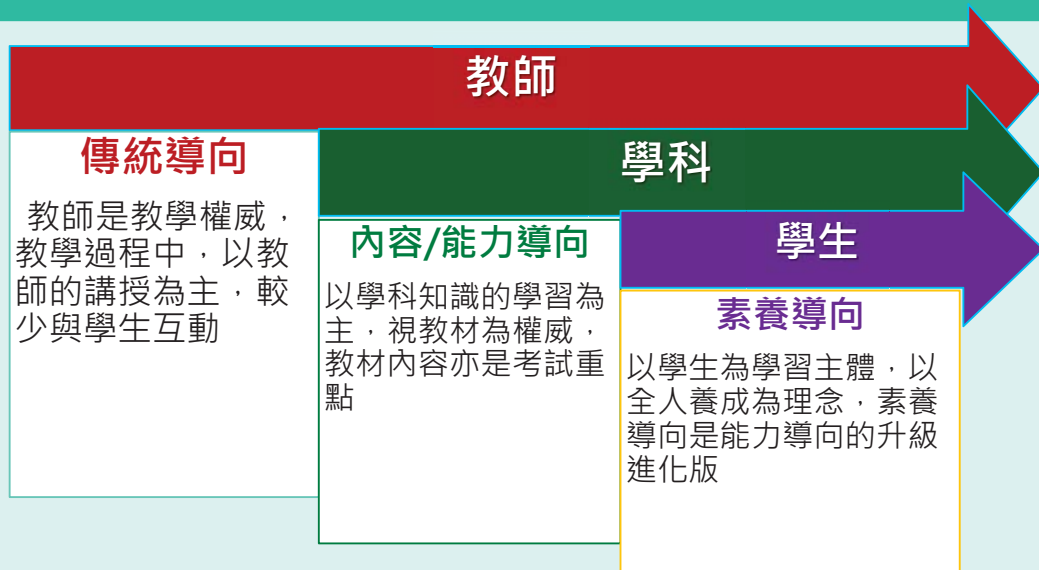 教師
傳統導向
教師是教學權威，
教學過程中，以教
師的講授為主，較
少與學生互動
學科
內容/能力導向
以學科知識的學習為
主，視教材為權威，
教材內容亦是考試重
點
學生
素養導向
以學生為學習主體，以
全人養成為理念，素養
導向是能力導向的升級
進化版